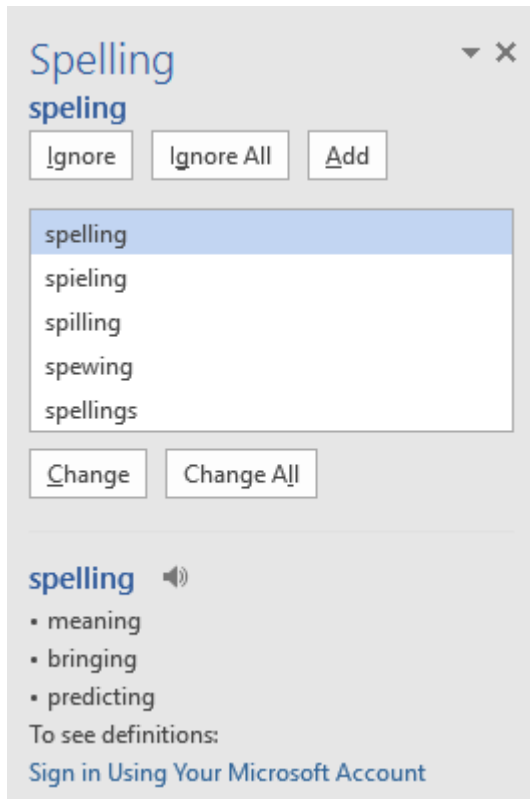 Spelling
speling
Ignore Ignore All Add
spelling
spieling
spilling
spewing
spellings
Change Change All
spelling
▪ meaning
▪ bringing
▪ predicting
To see definitions:
Sign in Using Your Microsoft Account